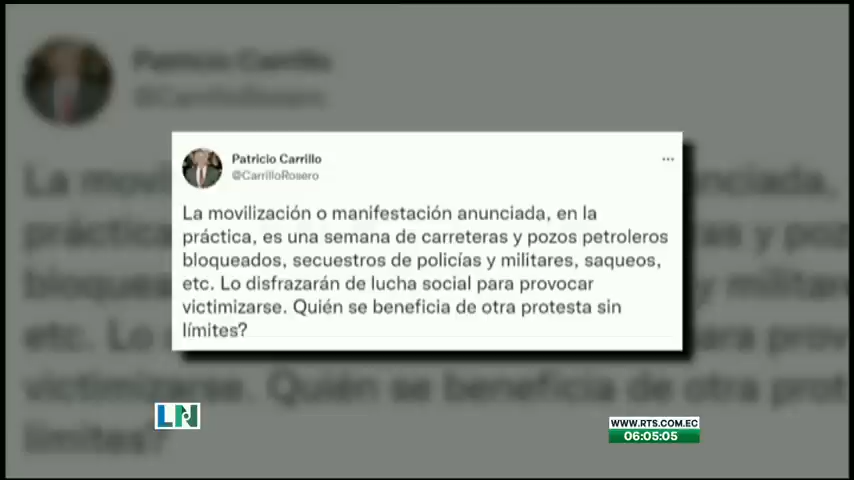 Patricio Carrillo
@CarrilloRosero
La movilización o manifestación anunciada, en la
práctica, es una semana de carreteras y pozos petroleros
bloqueados, secuestros de policías y militares, saqueos,
etc. Lo disfrazarán de lucha social para provocar
victimizarse. Quién se beneficia de otra protesta sin
límites?
LN
WWW.RTS.COM.EC
06:05:05